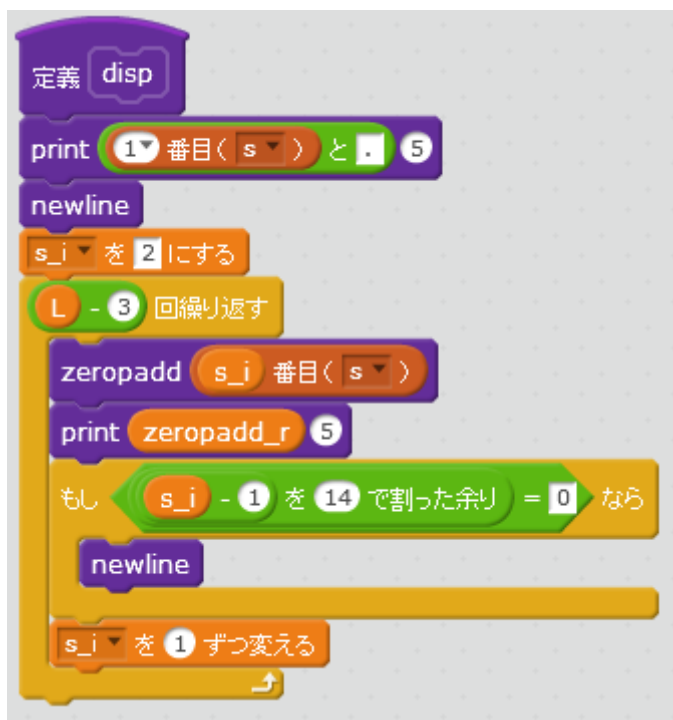 定義 disp
print 1 番目( s ) と . 5
newline
s_i を 2 にする
L - 3 回繰り返す
zeropadd s_i 番目( s )
print zeropadd_r 5
もし s_i - 1 を 14 で割った余り = 0 なら
newline
s_i を 1 ずつ変える